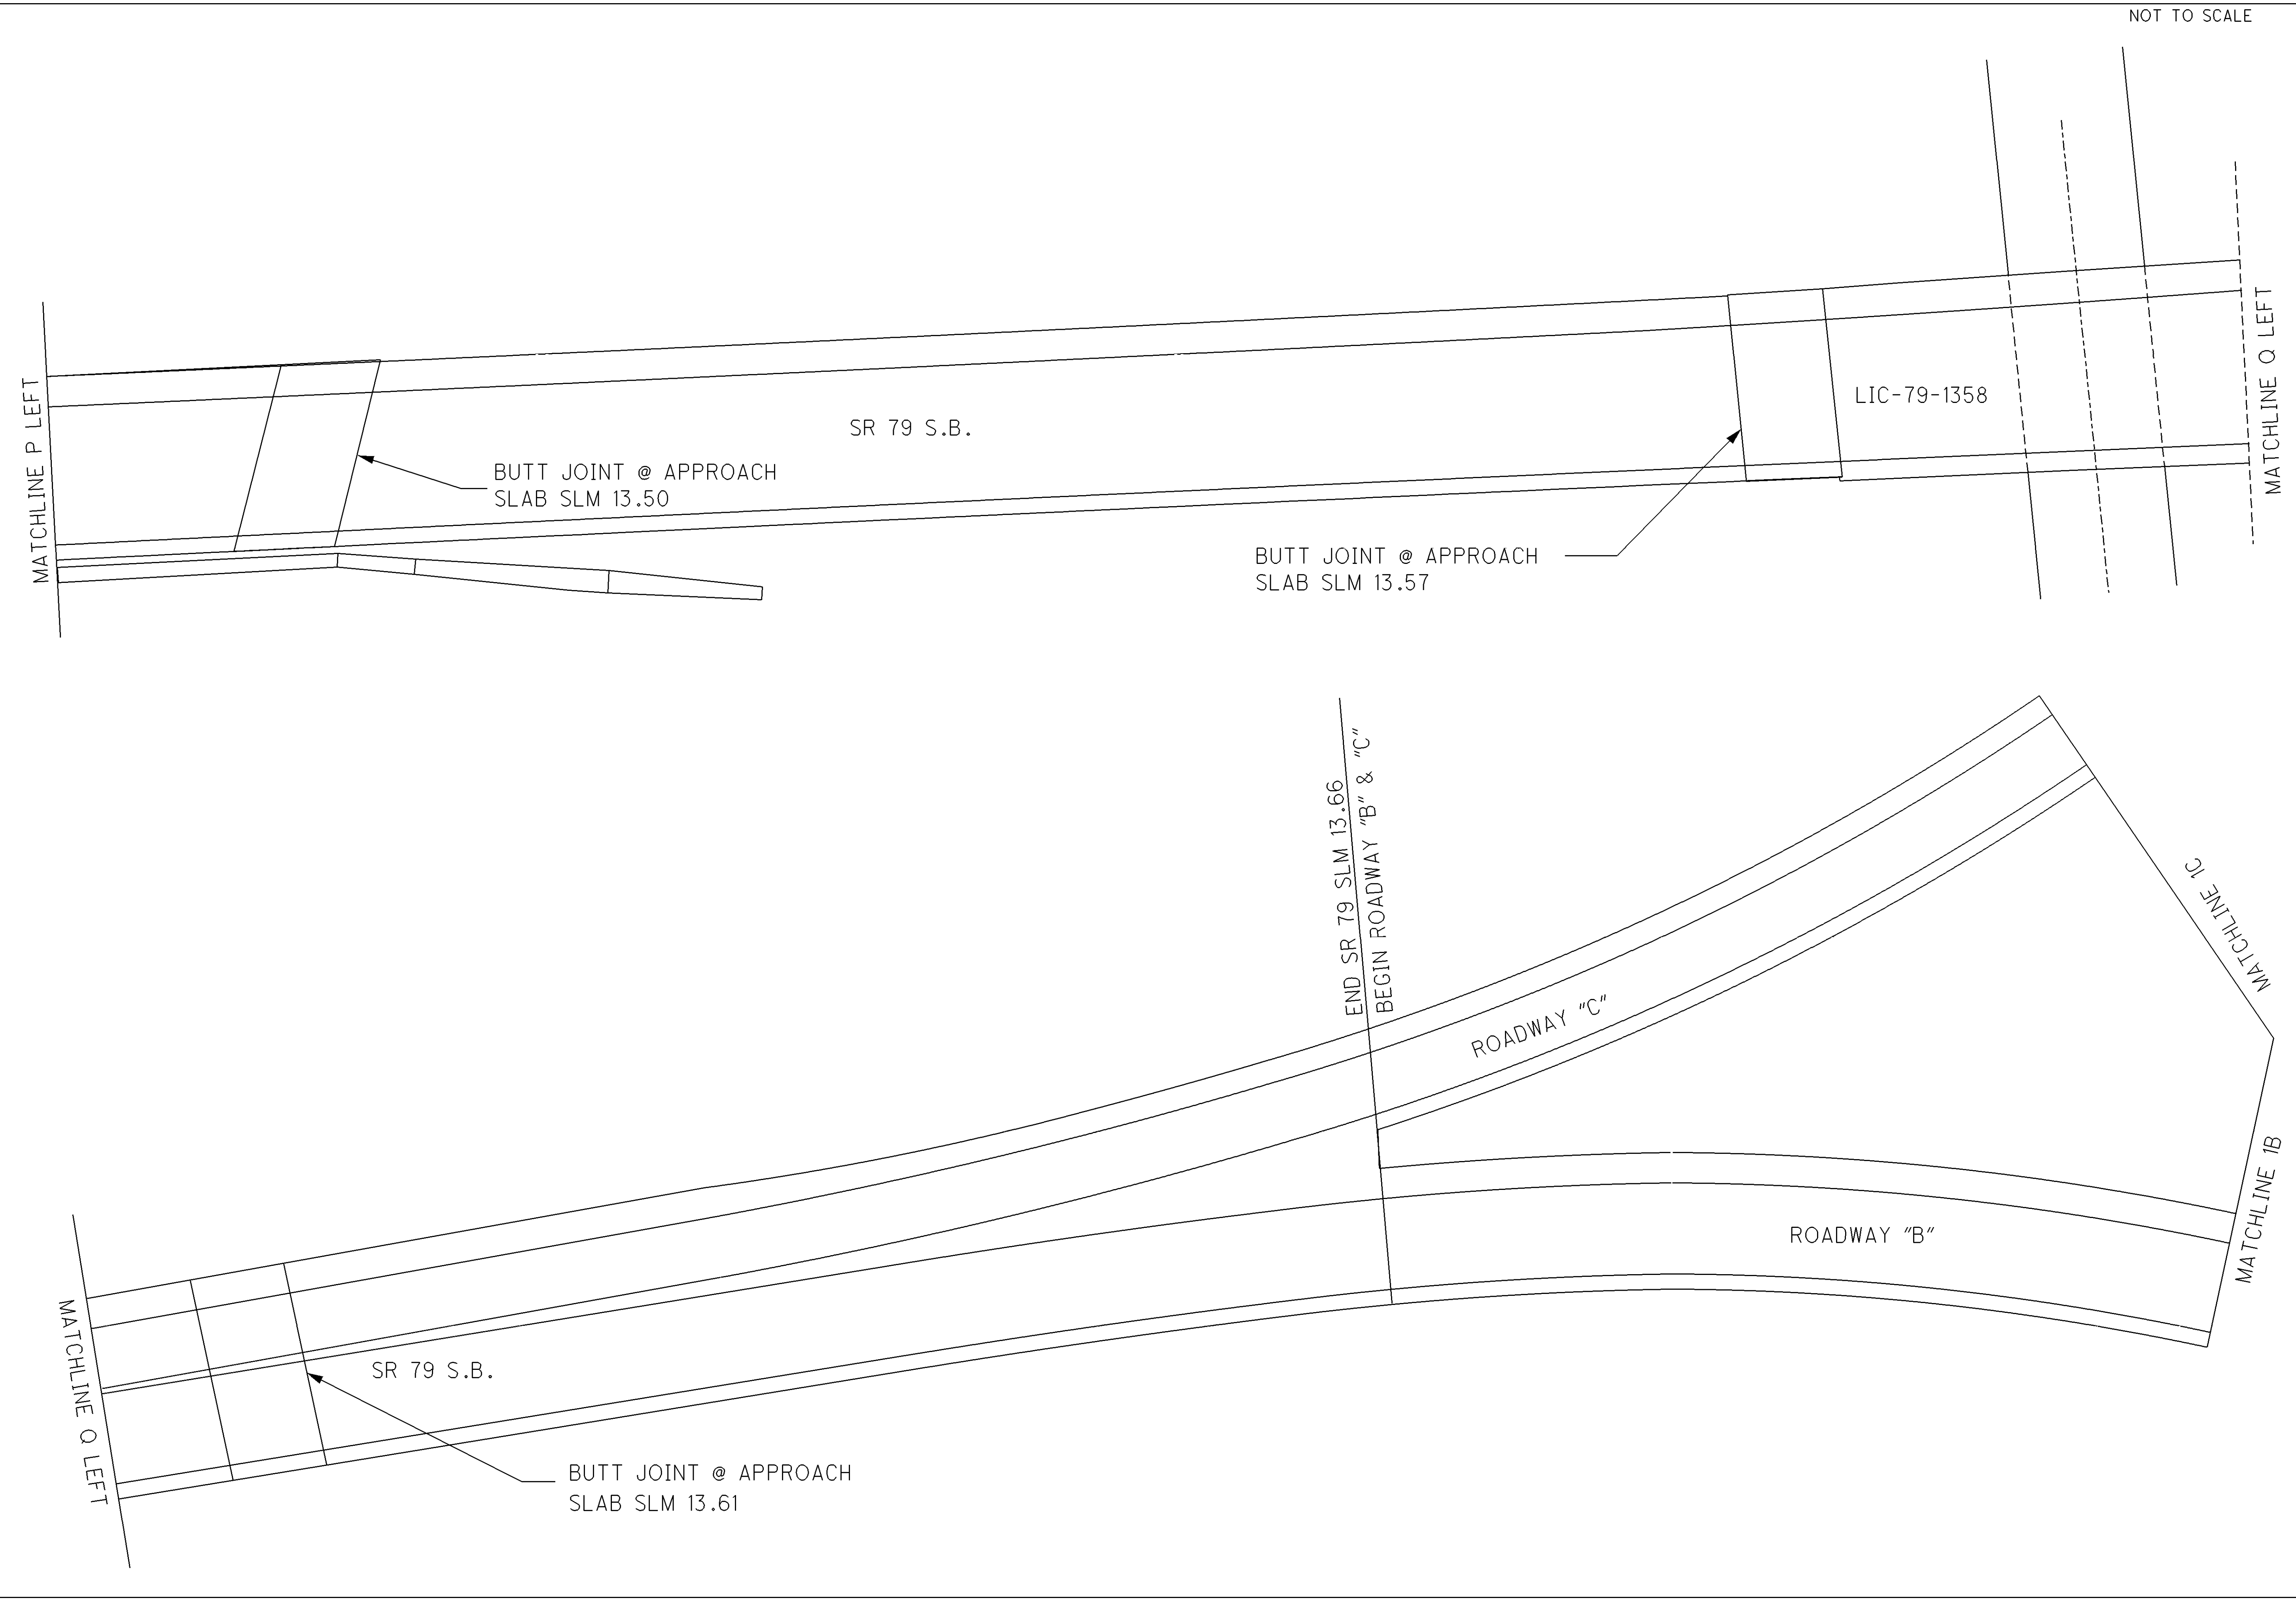 NOT TO SCALE
MATCHLINE P LEFT
BUTT JOINT @ APPROACH
SLAB SLM 13.50
SR 79 S.B.
BUTT JOINT @ APPROACH
SLAB SLM 13.57
LIC-79-1358
MATCHLINE Q LEFT
END SR 79 SLM 13.66
BEGIN ROADWAY "B" & "C"
ROADWAY "C"
MATCHLINE 1C
ROADWAY "B"
MATCHLINE 1B
MATCHLINE Q LEFT
SR 79 S.B.
BUTT JOINT @ APPROACH
SLAB SLM 13.61